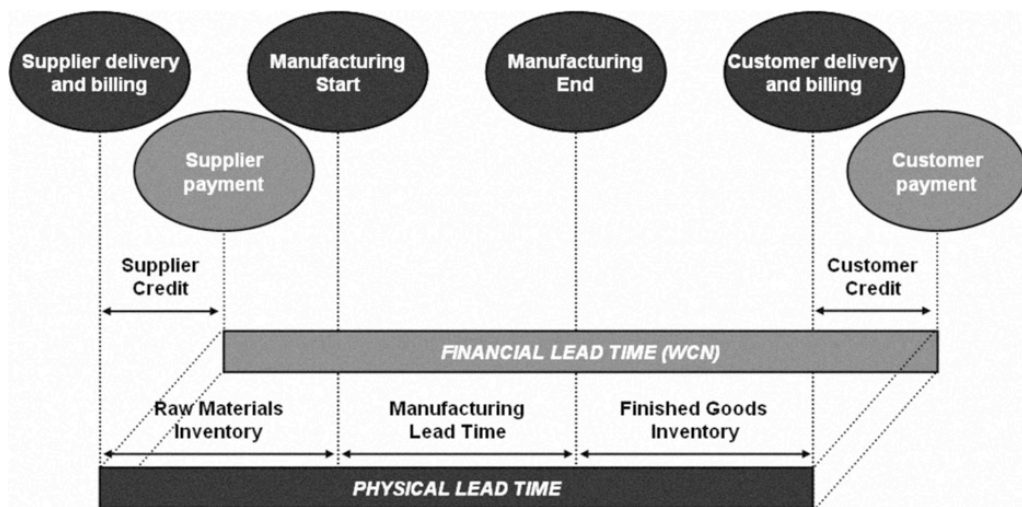 Supplier delivery
and billing
Manufacturing
Start
Manufacturing
End
Customer delivery
and billing
Supplier
payment
Customer
payment
Supplier
Credit
Customer
Credit
FINANCIAL LEAD TIME (WCN)
Raw Materials
Inventory
Manufacturing
Lead Time
Finished Goods
Inventory
PHYSICAL LEAD TIME